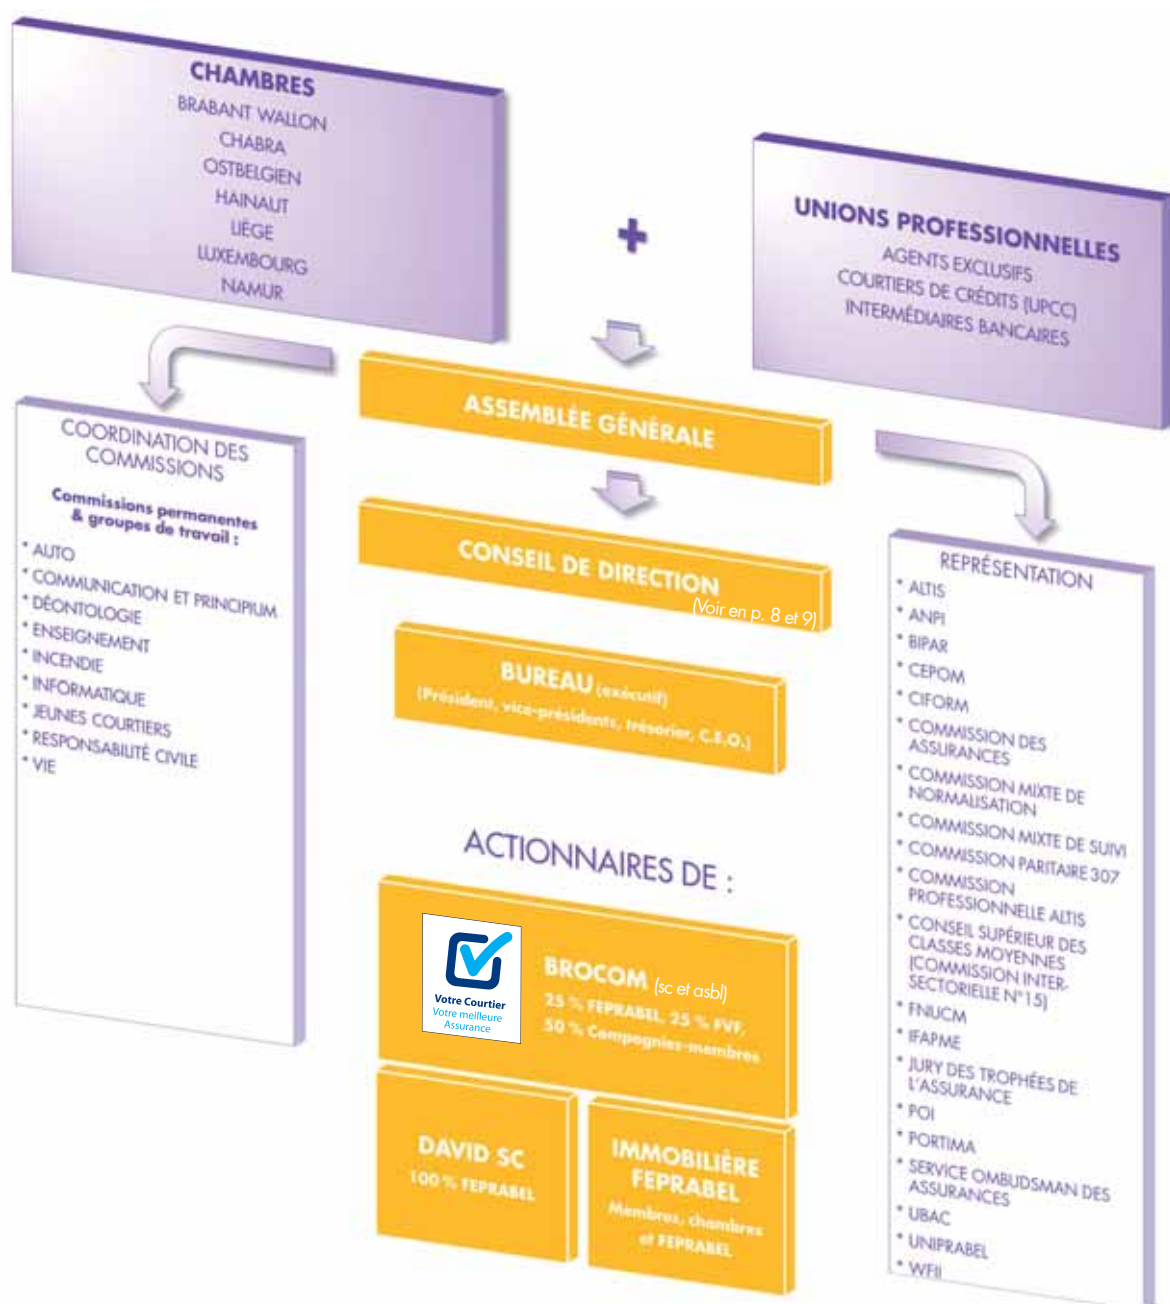 CHAMBRES
BRABANT WALLON
CHABRA
OSTBELGIEN
HAINAUT
LIÈGE
LUXEMBOURG
NAMUR
+
UNIONS PROFESSIONNELLES
AGENTS EXCLUSIFS
COURTIERS DE CRÉDITS (UPCC)
INTERMÉDIAIRES BANCAIRES
ASSEMBLÉE GÉNÉRALE
CONSEIL DE DIRECTION
(Voir en p. 8 et 9)
BUREAU (exécutif)
(Président, vice-présidents, trésorier, C.E.O.)
COORDINATION DES
COMMISSIONS
Commissions permanentes
& groupes de travail :
* AUTO
* COMMUNICATION ET PRINCIPIUM
* DÉONTOLOGIE
* ENSEIGNEMENT
* INCENDIE
* INFORMATIQUE
* JEUNES COURTIERS
* RESPONSABILITÉ CIVILE
* VIE
ACTIONNAIRES DE :
Votre Courtier
Votre meilleure
Assurance
BROCOM (sc et asbl)
25 % FEPRABEL, 25 % FVF,
50 % Compagnies-membres
DAVID SC
100 % FEPRABEL
IMMOBILIÈRE
FEPRABEL
Membres, chambres
et FEPRABEL
REPRÉSENTATION
* ALTIS
* ANPI
* BIPAR
* CEPOM
* CIFORM
* COMMISSION DES
ASSURANCES
* COMMISSION MIXTE DE
NORMALISATION
* COMMISSION MIXTE DE SUIVI
* COMMISSION PARITAIRE 307
* COMMISSION
PROFESSIONNELLE ALTIS
* CONSEIL SUPÉRIEUR DES
CLASSES MOYENNES
(COMMISSION INTER-
SECTORIELLE N°15)
* FNUCM
* IFAPME
* JURY DES TROPHÉES DE
L'ASSURANCE
* POI
* PORTIMA
* SERVICE OMBUDSMAN DES
ASSURANCES
* UBAC
* UNIPRABEL
* WFII